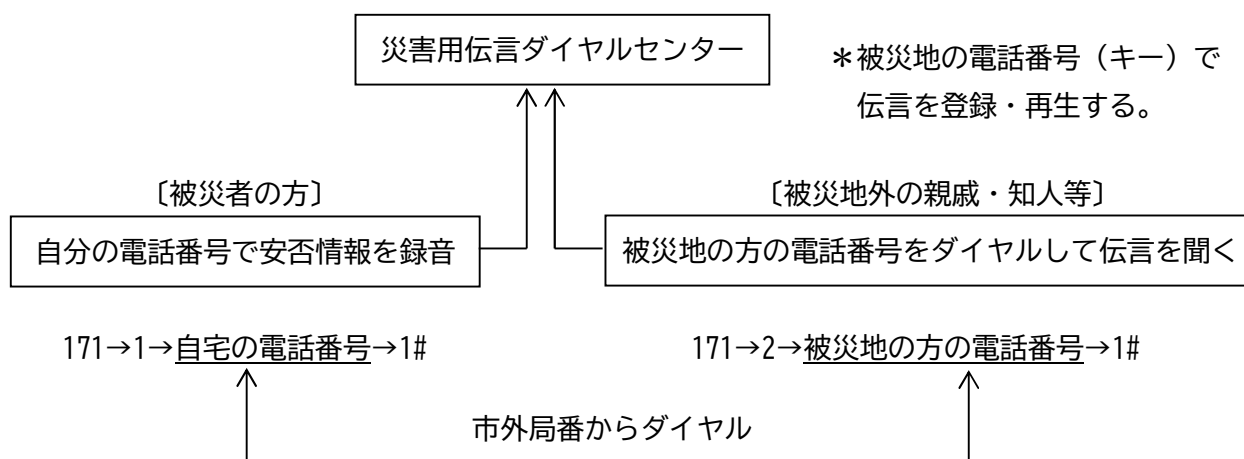 災害用伝言ダイヤルセンター
＊被災地の電話番号（キー）で
伝言を登録・再生する。
〔被災者の方〕
〔被災地外の親戚・知人等〕
自分の電話番号で安否情報を録音
被災地の方の電話番号をダイヤルして伝言を聞く
171→1→自宅の電話番号→1#
171→2→被災地の方の電話番号→1#
市外局番からダイヤル